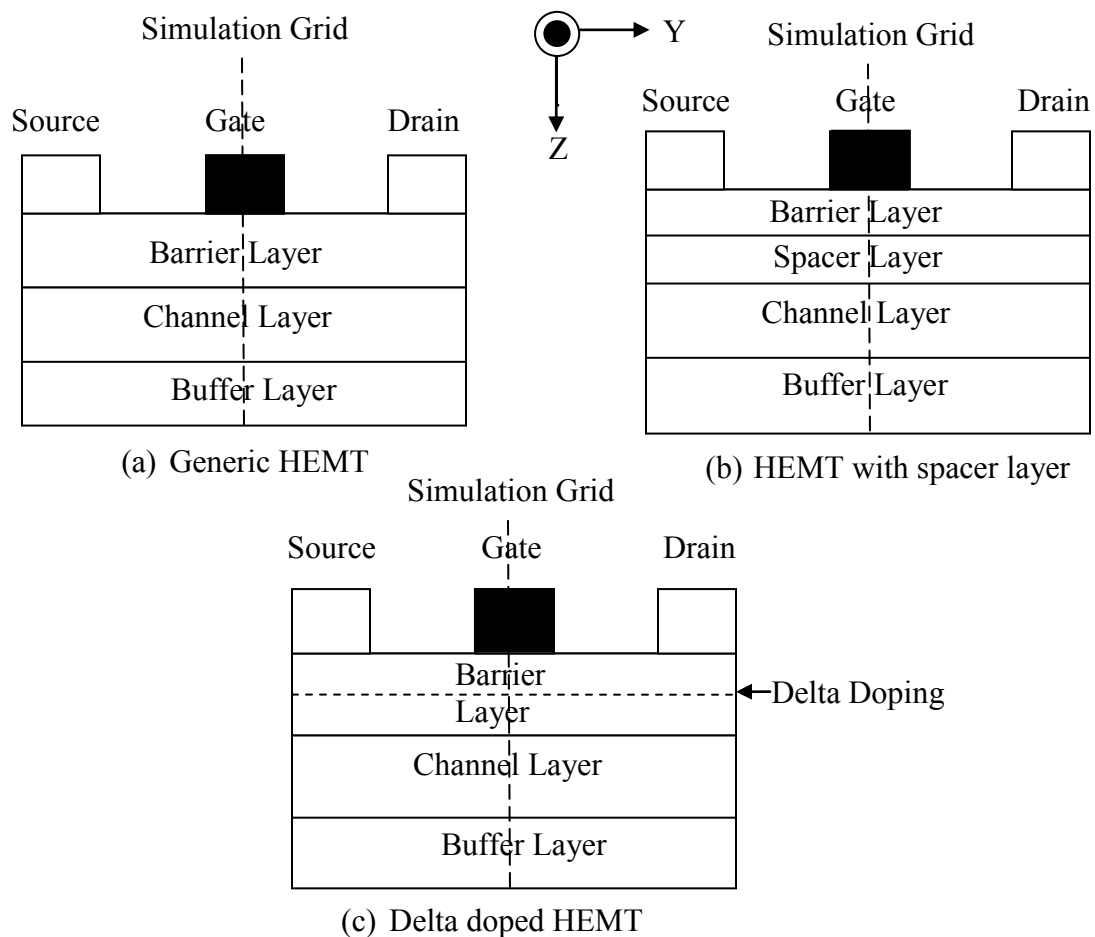 Simulation Grid
Source Gate Drain
Barrier Layer
Channel Layer
Buffer Layer
(a) Generic HEMT
Y
Z
Simulation Grid
Source Gate Drain
Barrier Layer
Spacer Layer
Channel Layer
Buffer Layer
(b) HEMT with spacer layer
Simulation Grid
Source Gate Drain
Barrier
Layer
Delta Doping
Channel Layer
Buffer Layer
(c) Delta doped HEMT